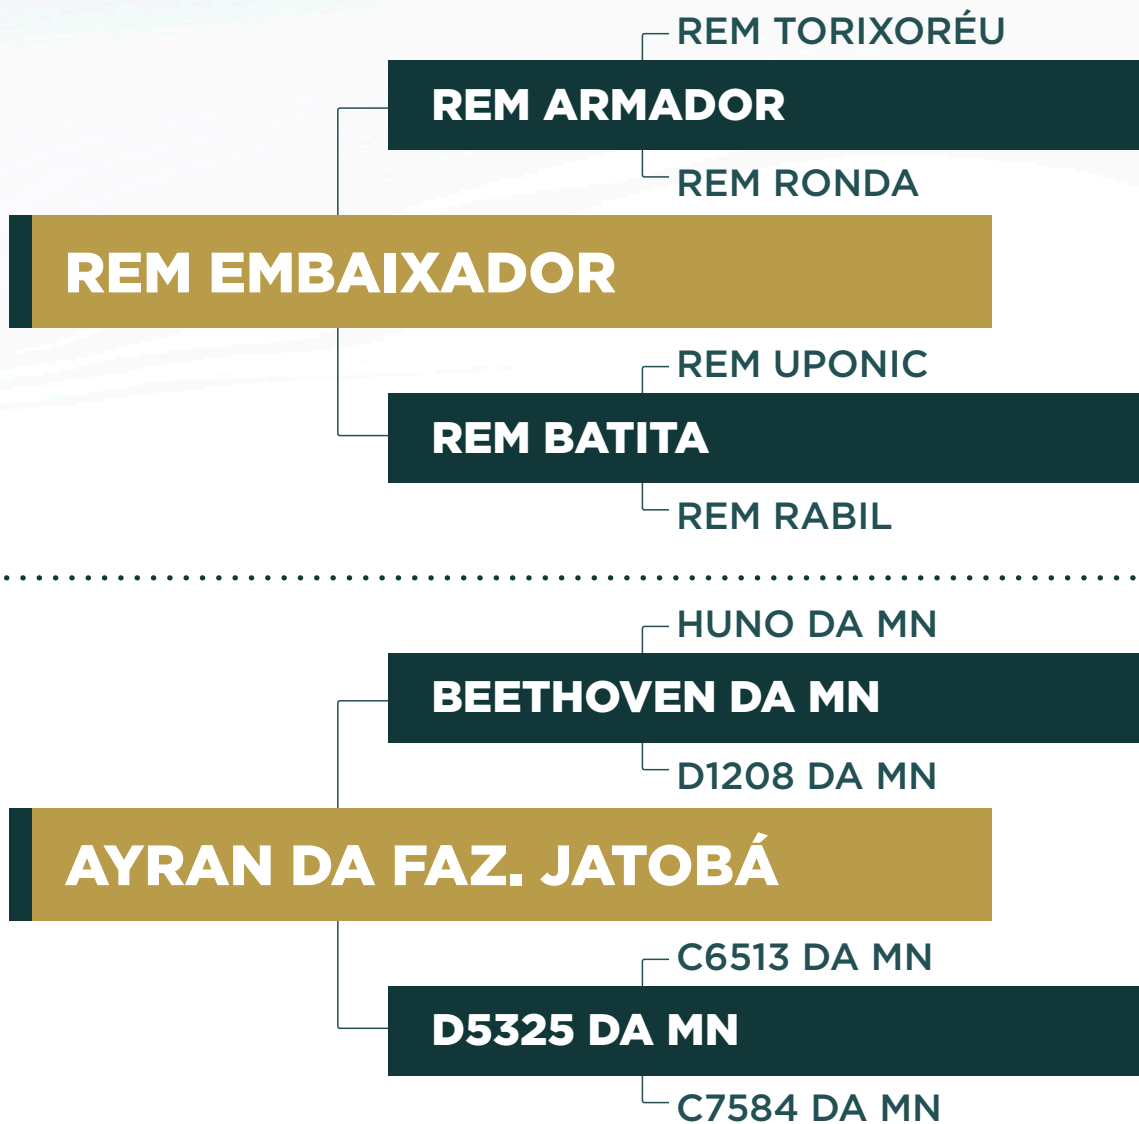 REM TORIXORÉU
REM ARMADOR
REM RONDA
REM EMBAIXADOR
REM UPONIC
REM BATITA
REM RABIL
HUNO DA MN
BEETHOVEN DA MN
D1208 DA MN
AYRAN DA FAZ. JATOBÁ
C6513 DA MN
D5325 DA MN
C7584 DA MN